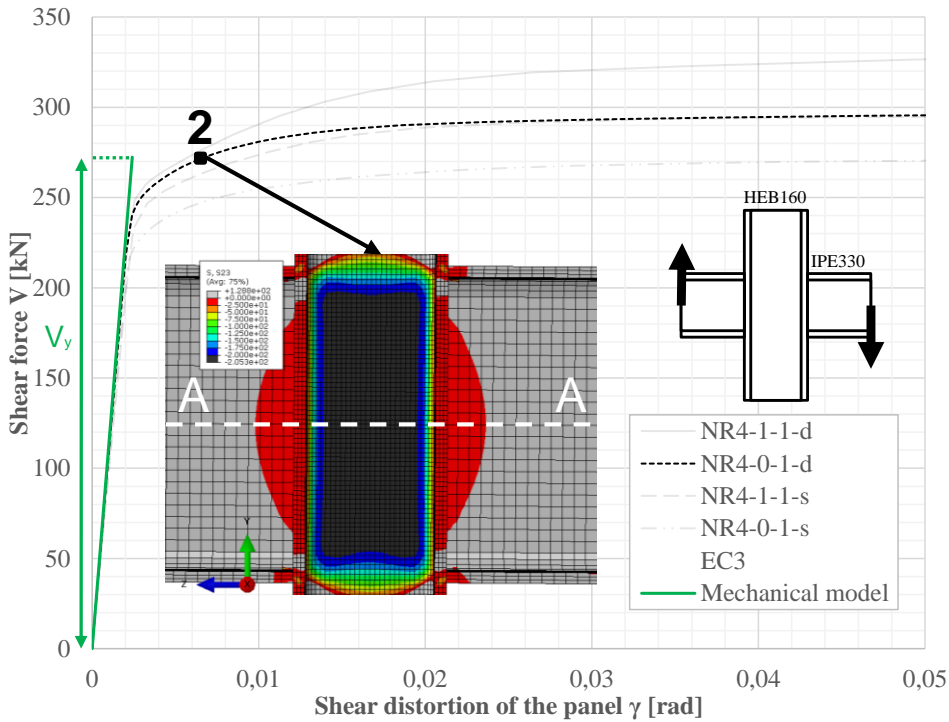 350
300
250
200
150
100
50
0
Shear force V [kN]
Vy
2
S, S23
(Avg: 75%)
+1.288e+02
+0.000e+00
-2.500e+01
-5.000e+01
-7.500e+01
-1.000e+02
-1.250e+02
-1.500e+02
-1.750e+02
-2.000e+02
-2.053e+02
A
A
Y
Z
X
HEB160
IPE330
NR4-1-1-d
NR4-0-1-d
NR4-1-1-s
NR4-0-1-s
EC3
Mechanical model
0
0,01
0,02
0,03
0,04
0,05
Shear distortion of the panel γ [rad]